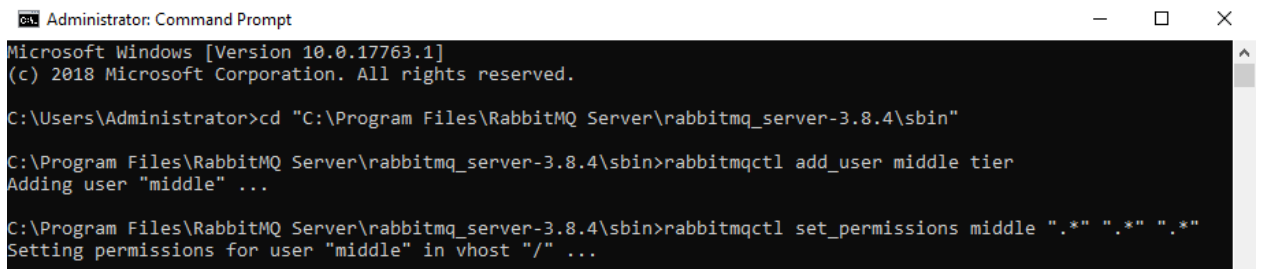 Administrator: Command Prompt
Microsoft Windows [Version 10.0.17763.1]
(c) 2018 Microsoft Corporation. All rights reserved.
C:\Users\Administrator>cd "C:\Program Files\RabbitMQ Server\rabbitmq_server-3.8.4\sbin"
C:\Program Files\RabbitMQ Server\rabbitmq_server-3.8.4\sbin>rabbitmqctl add_user middle tier
Adding user "middle" ...
C:\Program Files\RabbitMQ Server\rabbitmq_server-3.8.4\sbin>rabbitmqctl set_permissions middle ".*" ".*" ".*"
Setting permissions for user "middle" in vhost "/" ...